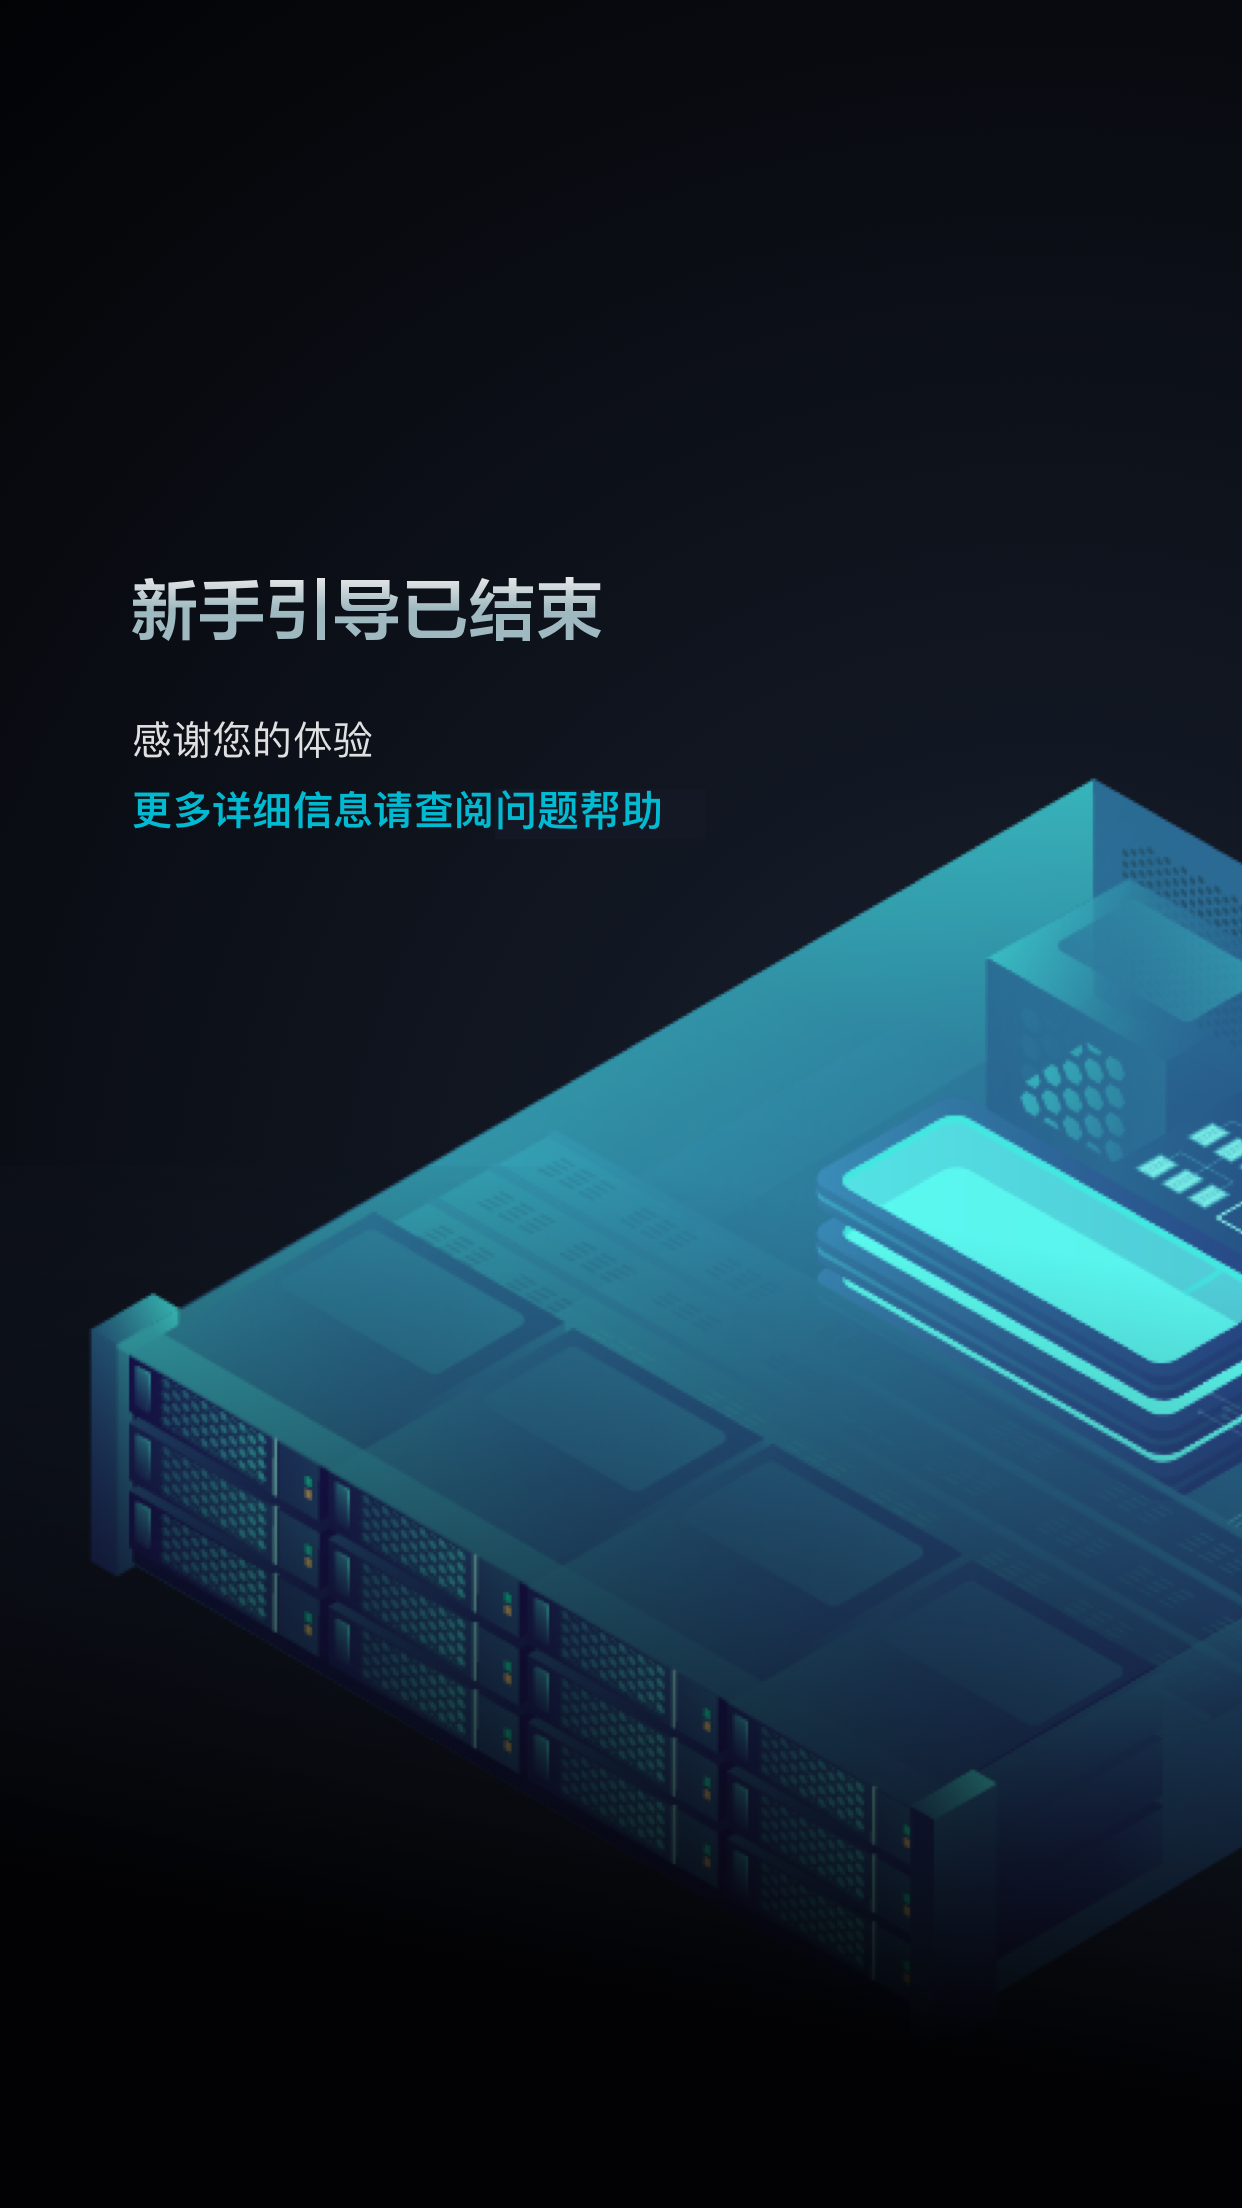 新手引导已结束
感谢您的体验
更多详细信息请查阅问题帮助